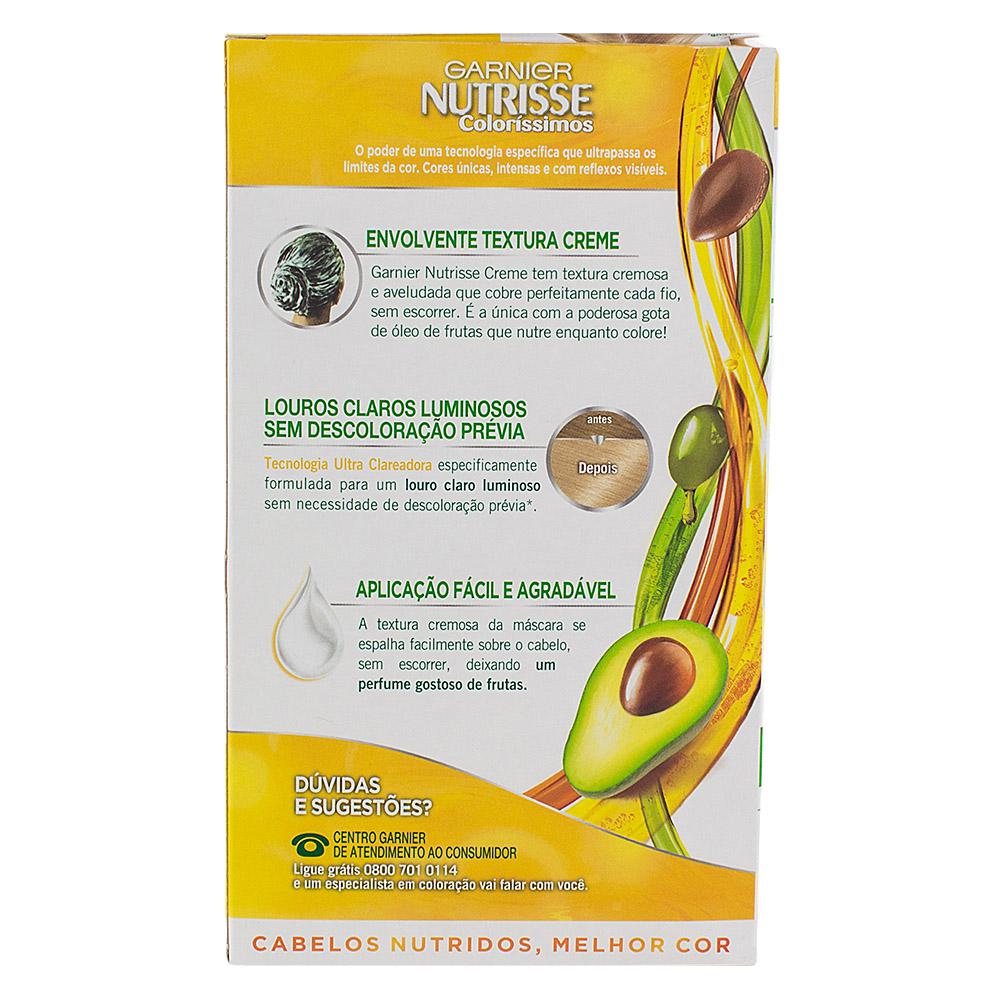 GARNIER
NUTRISSE
Coloríssimos
O poder de uma tecnologia específica que ultrapassa os
limites da cor. Cores únicas, intensas e com reflexos visíveis.
ENVOLVENTE TEXTURA CREME
Garnier Nutrisse Creme tem textura cremosa
e aveludada que cobre perfeitamente cada fio,
sem escorrer. É a única com a poderosa gota
de óleo de frutas que nutre enquanto colore!
LOUROS CLAROS LUMINOSOS
SEM DESCOLORAÇÃO PRÉVIA
Tecnologia Ultra Clareadora especificamente
formulada para um louro claro luminoso
sem necessidade de descoloração prévia*.
antes
Depois
APLICAÇÃO FÁCIL E AGRADÁVEL
A textura cremosa da máscara se
espalha facilmente sobre o cabelo,
sem escorrer, deixando um
perfume gostoso de frutas.
DÚVIDAS
E SUGESTÕES?
CENTRO GARNIER
DE ATENDIMENTO AO CONSUMIDOR
Ligue grátis 0800 701 0114
e um especialista em coloração vai falar com você.
CABELOS NUTRIDOS, MELHOR COR